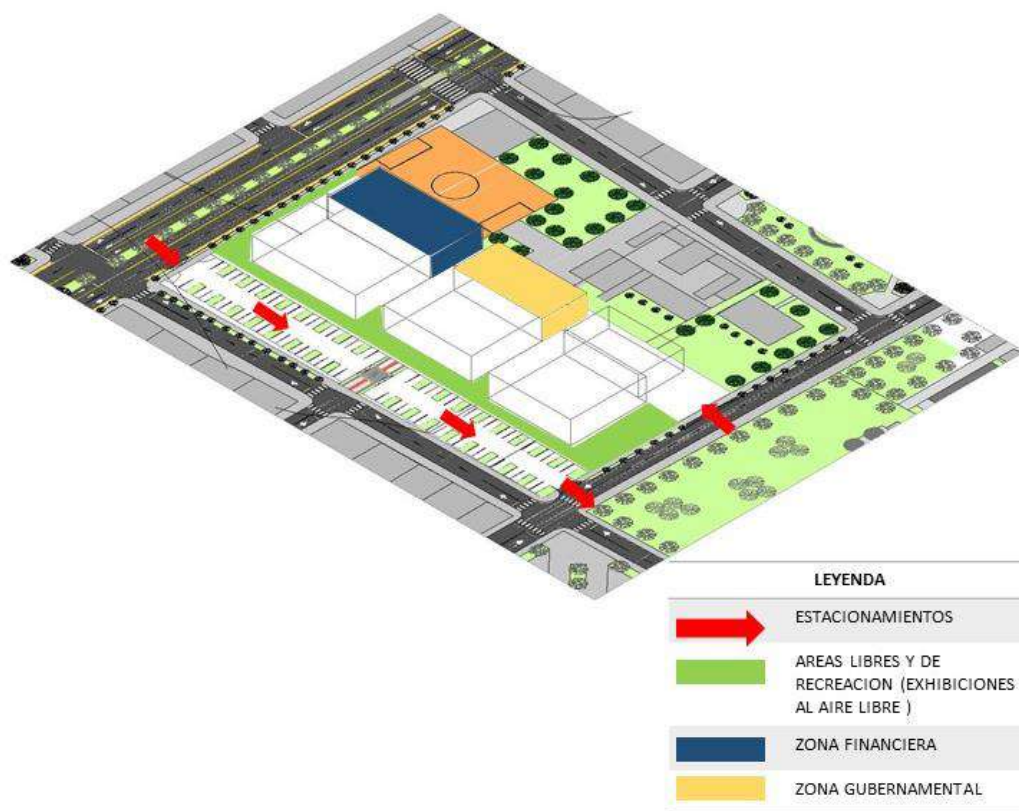 LEYENDA
ESTACIONAMIENTOS
AREAS LIBRES Y DE
RECREACION (EXHIBICIONES
AL AIRE LIBRE )
ZONA FINANCIERA
ZONA GUBERNAMENTAL